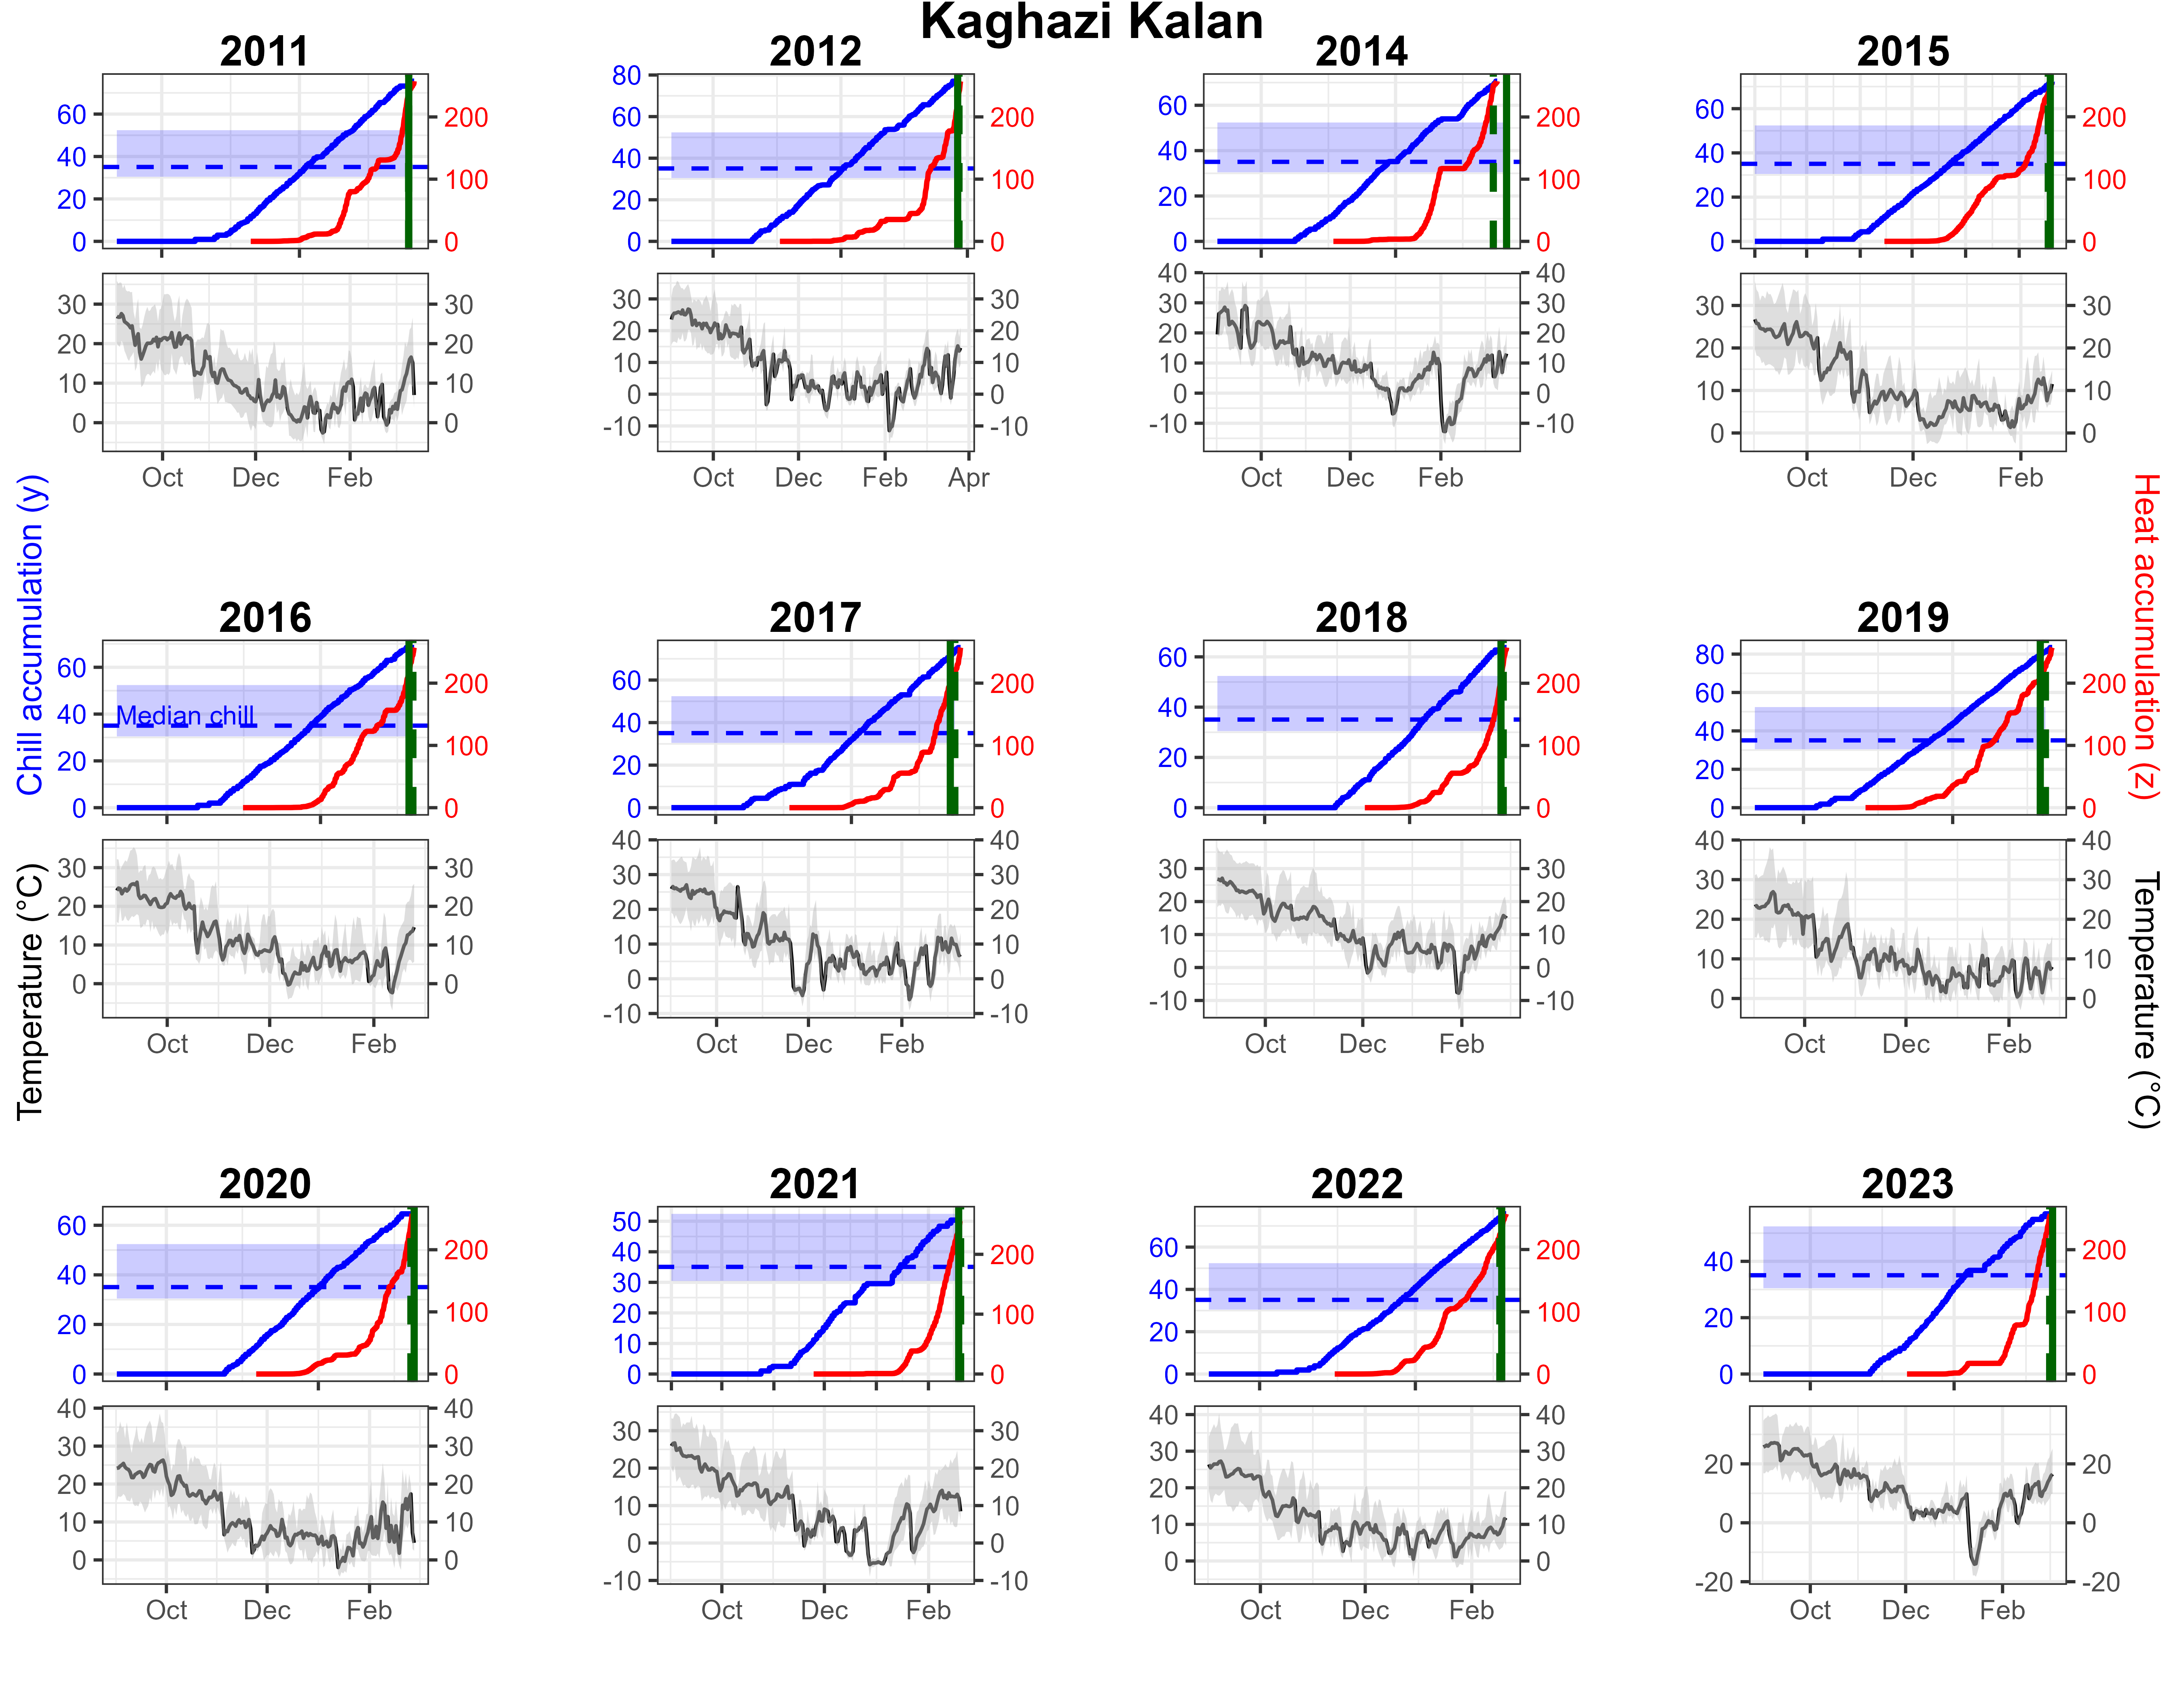 Kaghazi Kalan
2011 2012 2014 2015
80
60 60 60 60
40 40 40 40
20 20 20 20
0 0 0 0
200 200 200 200
100 100 100 100
0 0 0 0
30 20 10 0 30 20 10 0
30 20 10 0 -10 30 20 10 0 -10
40 30 20 10 0 -10 40 30 20 10 0 -10
30 20 10 0 30 20 10 0
Oct Dec Feb Oct Dec Feb Apr Oct Dec Feb Oct Dec Feb
Chill accumulation (y)
Heat accumulation (z)
2016 2017 2018 2019
80
60 60 60 60
40 40 40 40
Median chill
20 20 20 20
0 0 0 0
200 200 200 200
100 100 100 100
0 0 0 0
Temperature (°C)
Temperature (°C)
30 20 10 0 30 20 10 0
40 30 20 10 0 -10 40 30 20 10 0 -10
30 20 10 0 -10 30 20 10 0 -10
40 30 20 10 0 40 30 20 10 0
Oct Dec Feb Oct Dec Feb Oct Dec Feb Oct Dec Feb
2020 2021 2022 2023
60 40 20 0 200 100 0
50 40 30 20 10 0 200 100 0
60 40 20 0 200 100 0
40 20 0 200 100 0
40 30 20 10 0 40 30 20 10 0
30 20 10 0 -10 30 20 10 0 -10
40 30 20 10 0 40 30 20 10 0
20 0 -20 20 0 -20
Oct Dec Feb Oct Dec Feb Oct Dec Feb Oct Dec Feb